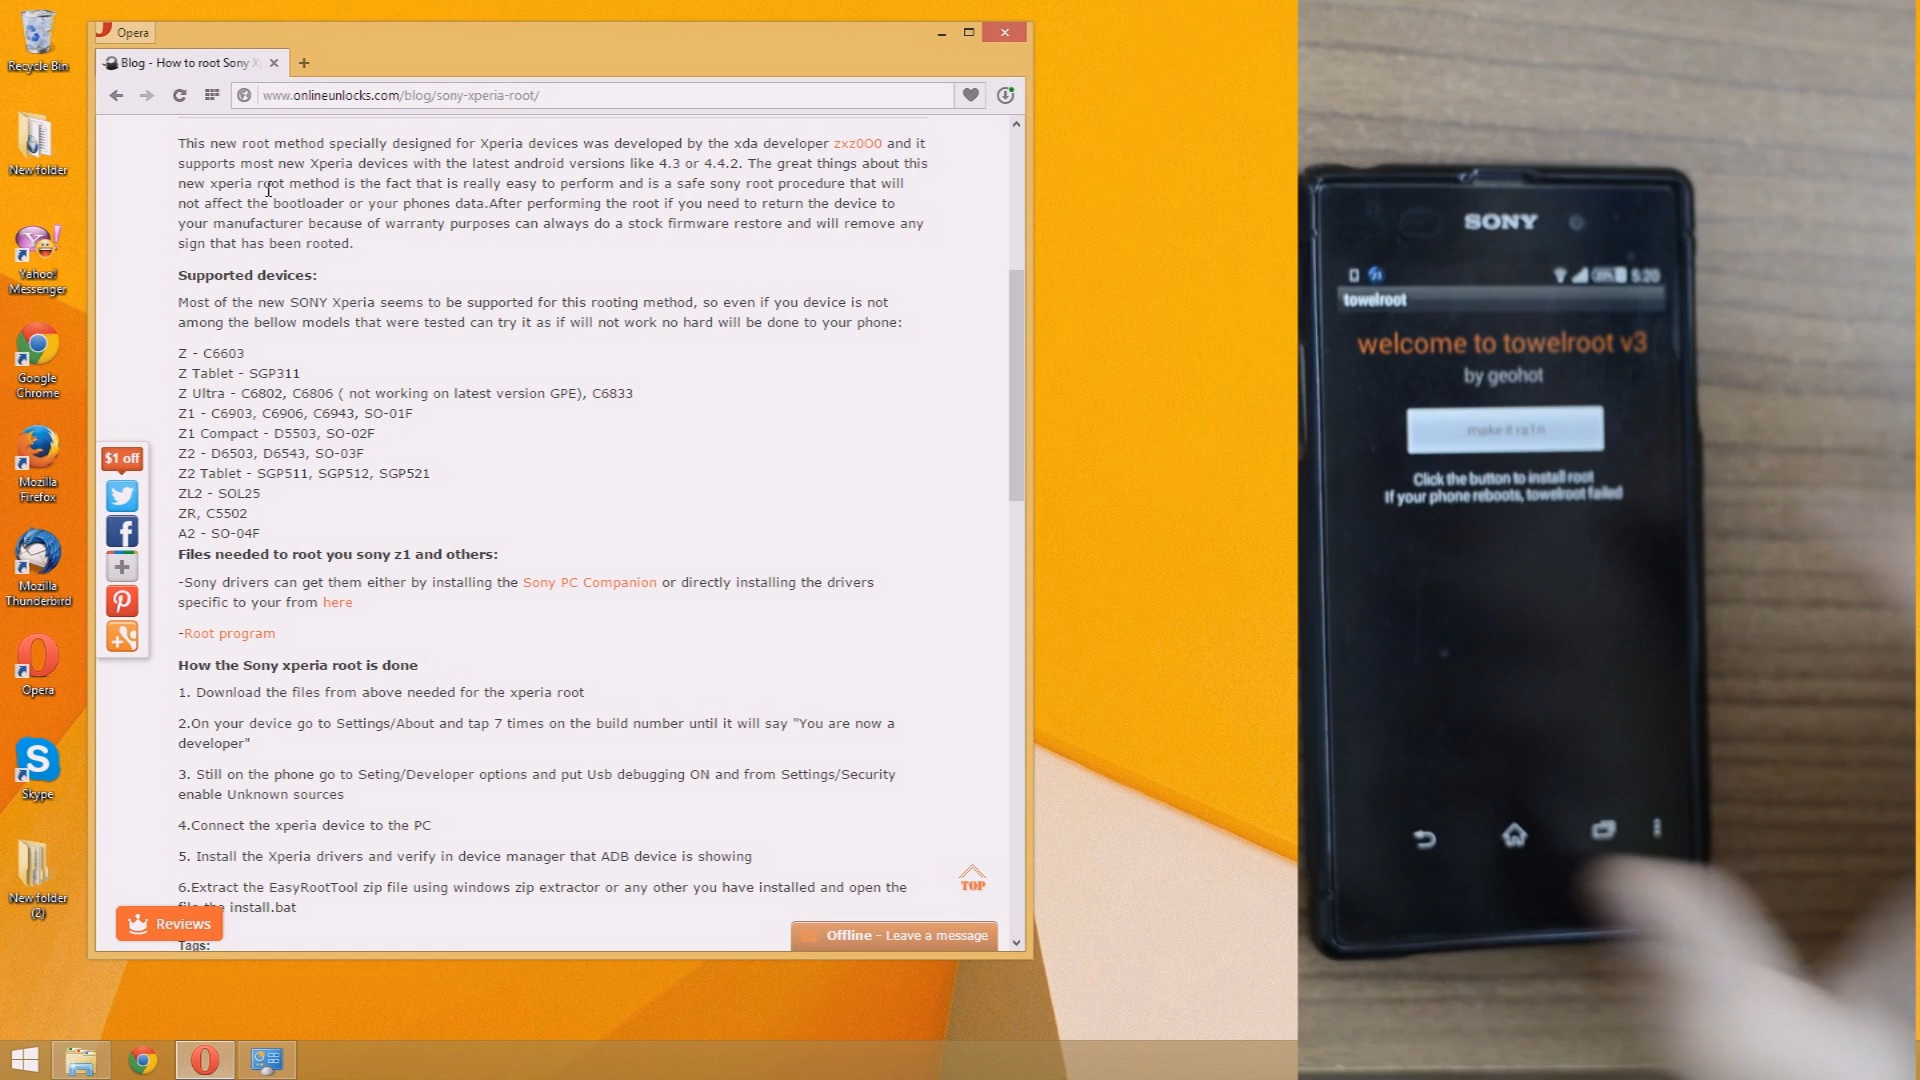 Recycle Bin
New folder
Yahoo!
Messenger
Google
Chrome
Mozilla
Firefox
Mozilla
Thunderbird
Opera
Skype
New folder
(2)
Opera
Blog - How to root Sony X
www.onlineunlocks.com/blog/sony-xperia-root/
This new root method specially designed for Xperia devices was developed by the xda developer zxz0O0 and it
supports most new Xperia devices with the latest android versions like 4.3 or 4.4.2. The great things about this
new xperia root method is the fact that is really easy to perform and is a safe sony root procedure that will
not affect the bootloader or your phones data.After performing the root if you need to return the device to
your manufacturer because of warranty purposes can always do a stock firmware restore and will remove any
sign that has been rooted.
Supported devices:
Most of the new SONY Xperia seems to be supported for this rooting method, so even if you device is not
among the bellow models that were tested can try it as if will not work no hard will be done to your phone:
Z - C6603
Z Tablet - SGP311
Z Ultra - C6802, C6806 ( not working on latest version GPE), C6833
Z1 - C6903, C6906, C6943, SO-01F
Z1 Compact - D5503, SO-02F
Z2 - D6503, D6543, SO-03F
Z2 Tablet - SGP511, SGP512, SGP521
ZL2 - SOL25
ZR, C5502
A2 - SO-04F
Files needed to root you sony z1 and others:
-Sony drivers can get them either by installing the Sony PC Companion or directly installing the drivers
specific to your from here
-Root program
How the Sony xperia root is done
1. Download the files from above needed for the xperia root
2.On your device go to Settings/About and tap 7 times on the build number until it will say "You are now a
developer"
3. Still on the phone go to Seting/Developer options and put Usb debugging ON and from Settings/Security
enable Unknown sources
4.Connect the xperia device to the PC
5. Install the Xperia drivers and verify in device manager that ADB device is showing
6.Extract the EasyRootTool zip file using windows zip extractor or any other you have installed and open the
the install.bat
Tags:
$1 off
TOP
Reviews
Offline - Leave a message
SONY
5:20
towelroot
welcome to towelroot v3
by geohot
make it ra1n
Click the button to install root
If your phone reboots, towelroot failed